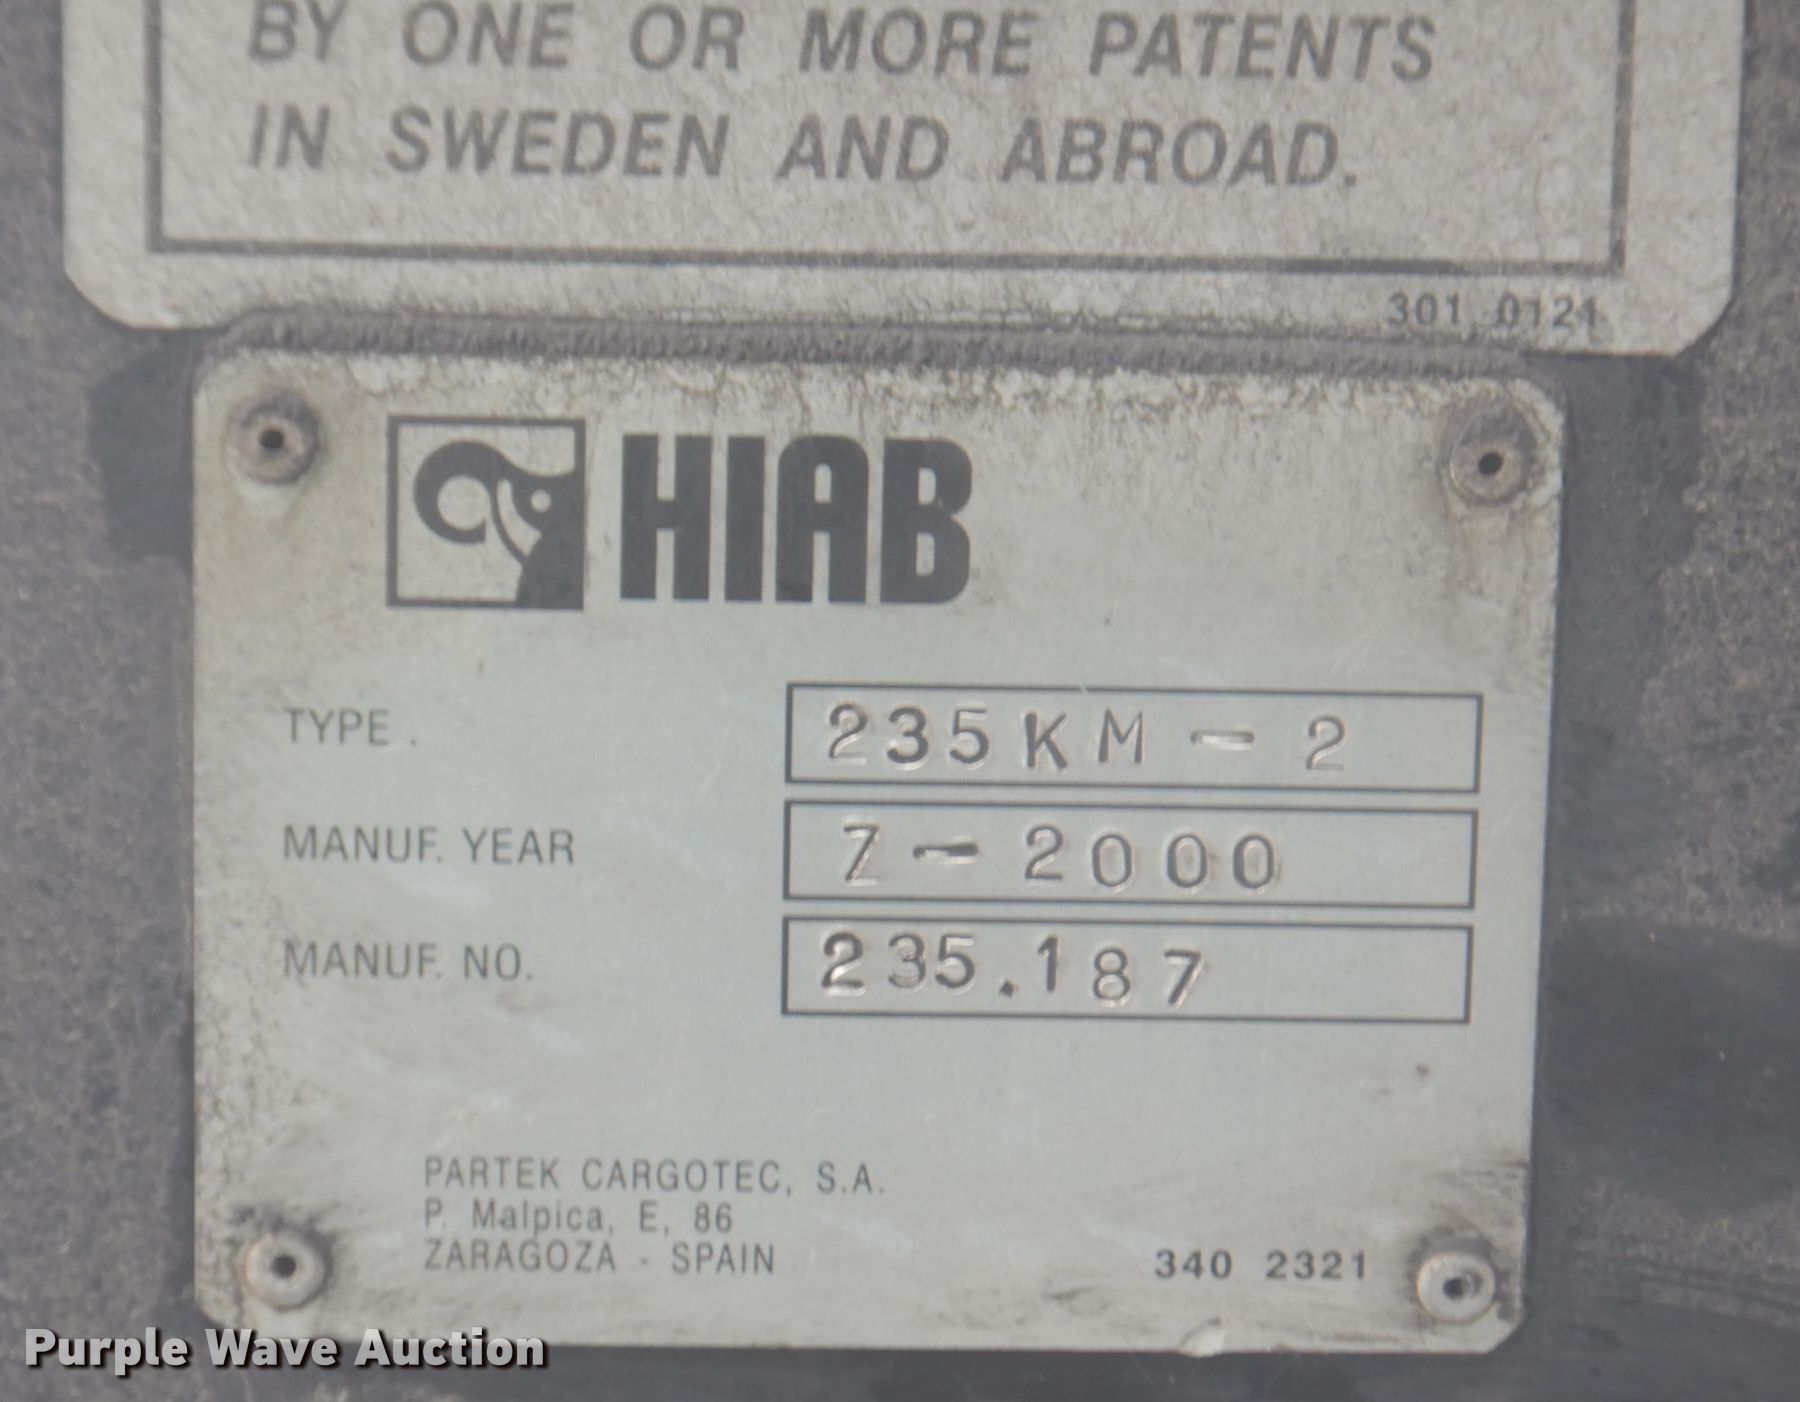 BY ONE OR MORE PATENTS
IN SWEDEN AND ABROAD.
301 0121
HIAB
TYPE. 235KM-2
MANUF. YEAR Z-2000
MANUF. NO. 235.187
PARTEK CARGOTEC, S.A.
P. Malpica, E, 86
ZARAGOZA - SPAIN
340 2321
Purple Wave Auction